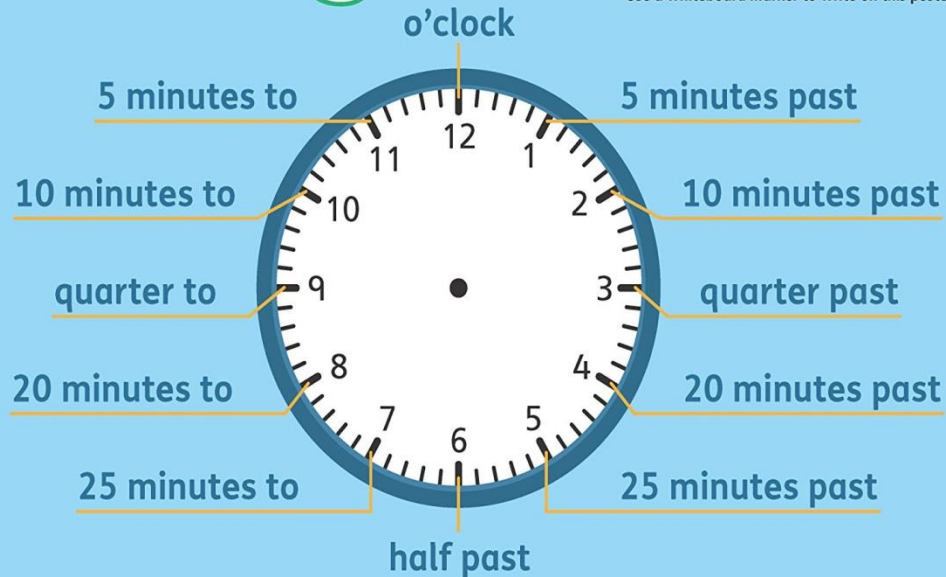 o'clock
5 minutes to
5 minutes past
12
11
1
10 minutes to
10 minutes past
10
2
quarter to
9
3
quarter past
20 minutes to
8
4
20 minutes past
7
5
6
25 minutes to
25 minutes past
half past